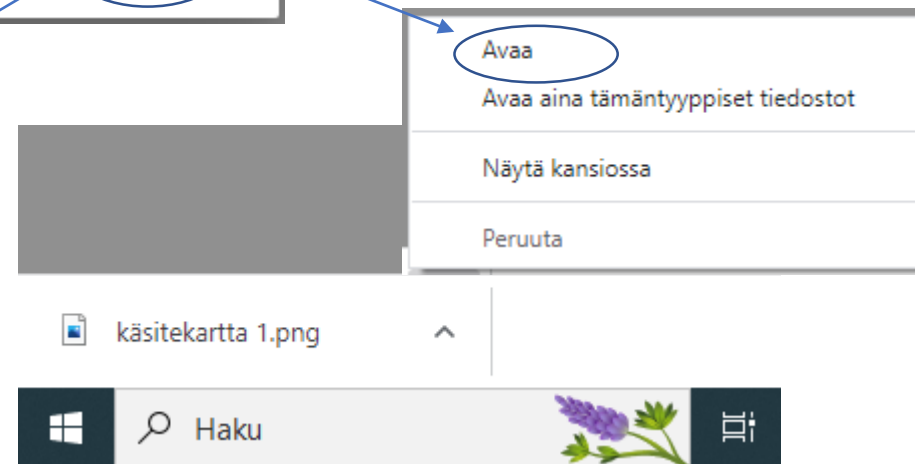 Avaa
Avaa aina tämäntyyppiset tiedostot
Näytä kansiossa
Peruuta
käsitekartta 1.png
Haku